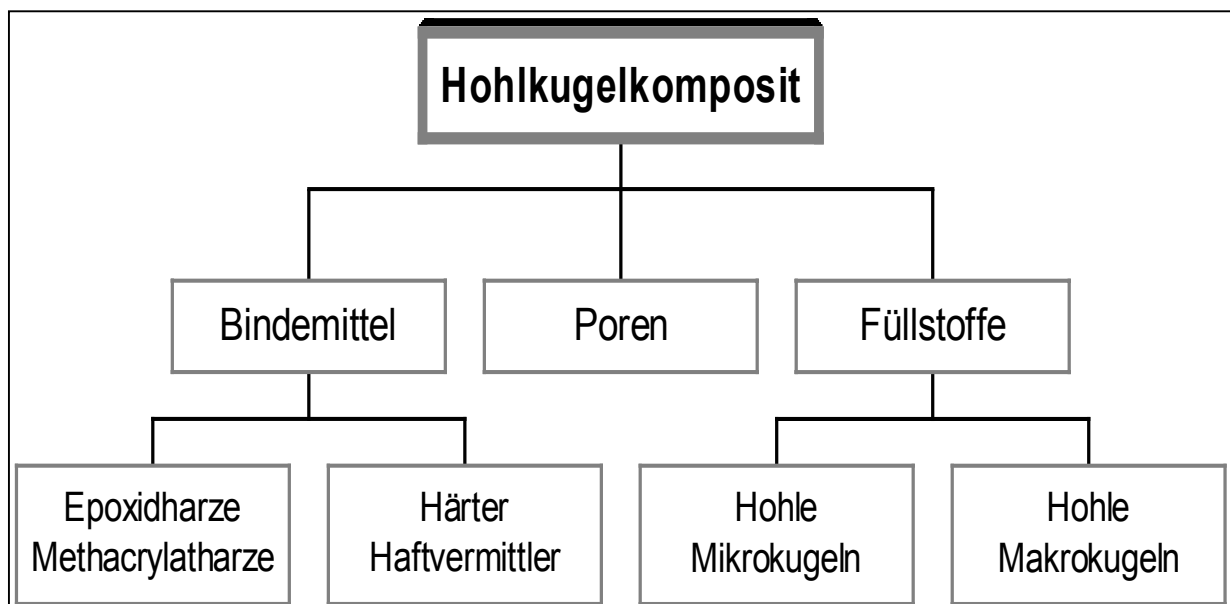 Hohlkugelkomposit
Bindemittel
Poren
Füllstoffe
Epoxidharze
Methacrylatharze
Härter
Haftvermittler
Hohle
Mikrokugeln
Hohle
Makrokugeln